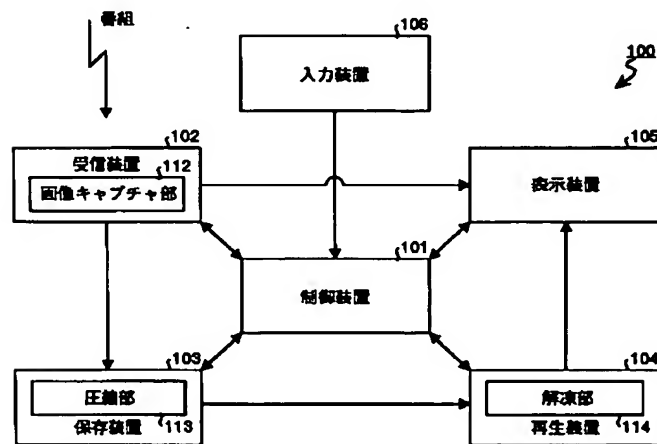 番組
106
入力装置
100
102
受信装置
112
画像キャプチャ部
105
表示装置
101
制御装置
103
圧縮部
保存装置
113
104
解凍部
再生装置
114